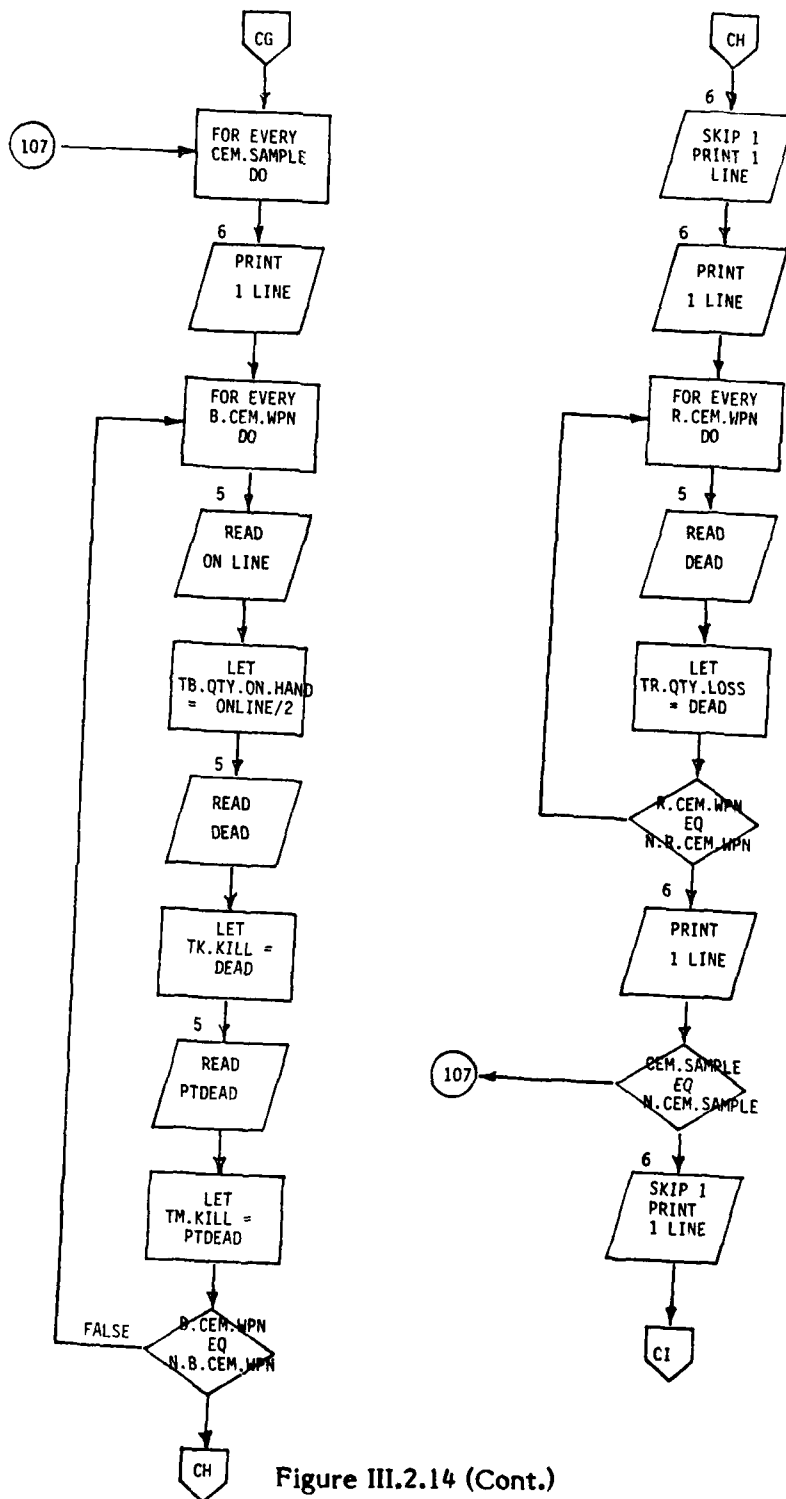 CG
107
FOR EVERY
CEM.SAMPLE
DO
6
PRINT
1 LINE
FOR EVERY
B.CEM.WPN
DO
5
READ
ON LINE
LET
TB.QTY.ON.HAND
= ONLINE/2
5
READ
DEAD
LET
TK.KILL =
DEAD
5
READ
PTDEAD
LET
TM.KILL =
PTDEAD
FALSE
B.CEM.WPN
EQ
N.B.CEM.WPN
CH
CH
6
SKIP 1
PRINT 1
LINE
6
PRINT
1 LINE
FOR EVERY
R.CEM.WPN
DO
5
READ
DEAD
LET
TR.QTY.LOSS
= DEAD
R.CEM.WPN
EQ
N.R.CEM.WPN
6
PRINT
1 LINE
107
CEM.SAMPLE
EQ
N.CEM.SAMPLE
6
SKIP 1
PRINT
1 LINE
CI
Figure III.2.14 (Cont.)